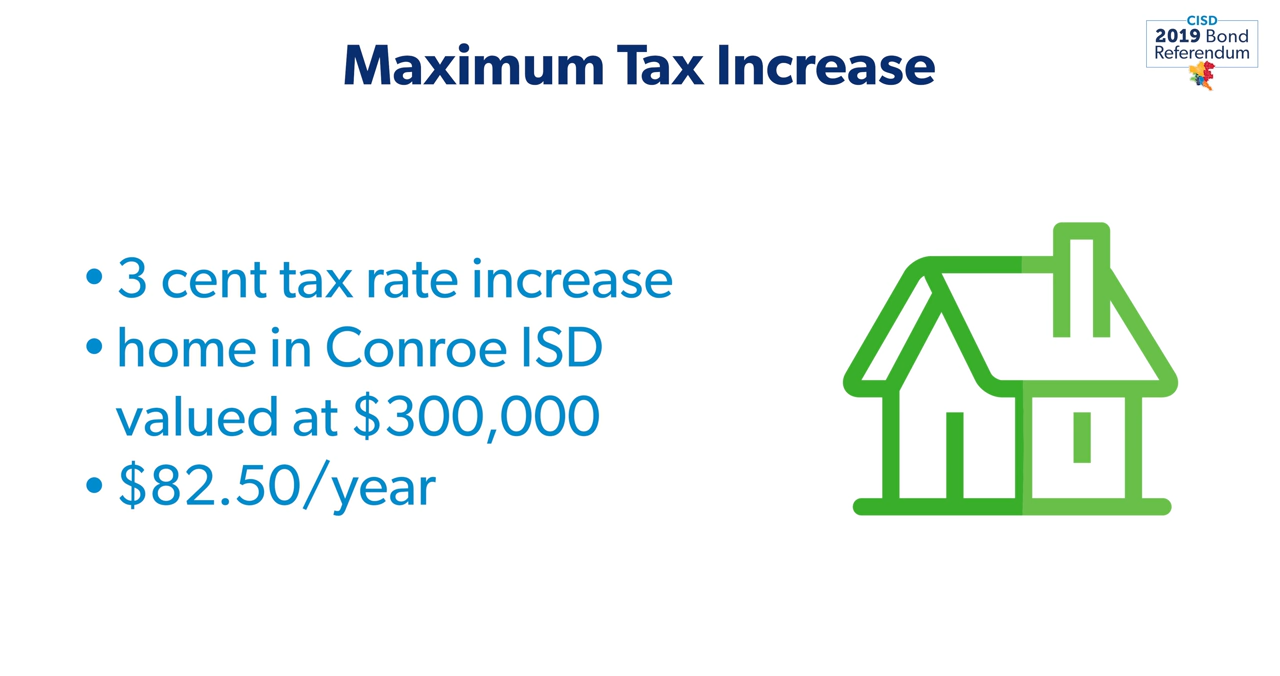 CISD
2019 Bond
Referendum
Maximum Tax Increase
• 3 cent tax rate increase
• home in Conroe ISD
valued at $300,000
• $82.50/year